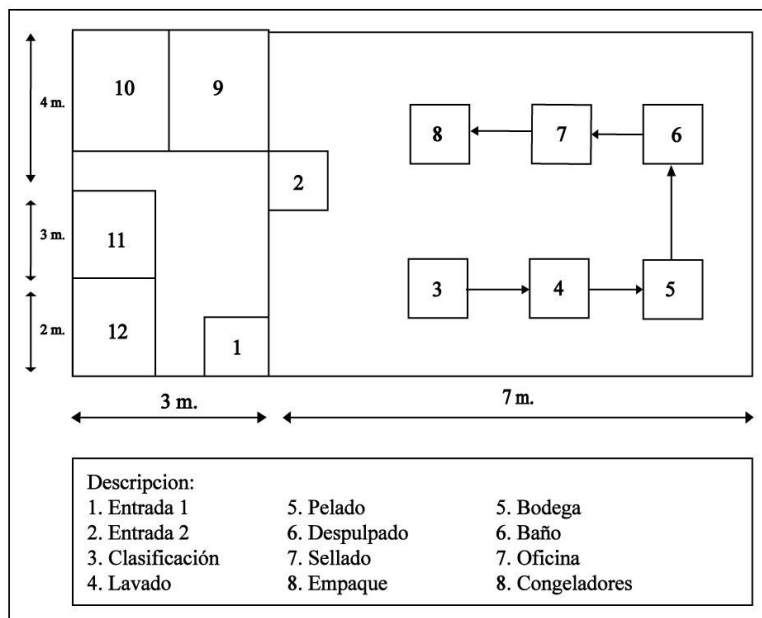 10 9
4 m.
8 7 6
2
3 m.
11
3 4 5
2 m.
12
1
3 m. 7 m.
Descripcion:
1. Entrada 1 5. Pelado 5. Bodega
2. Entrada 2 6. Despulpado 6. Baño
3. Clasificación 7. Sellado 7. Oficina
4. Lavado 8. Empaque 8. Congeladores